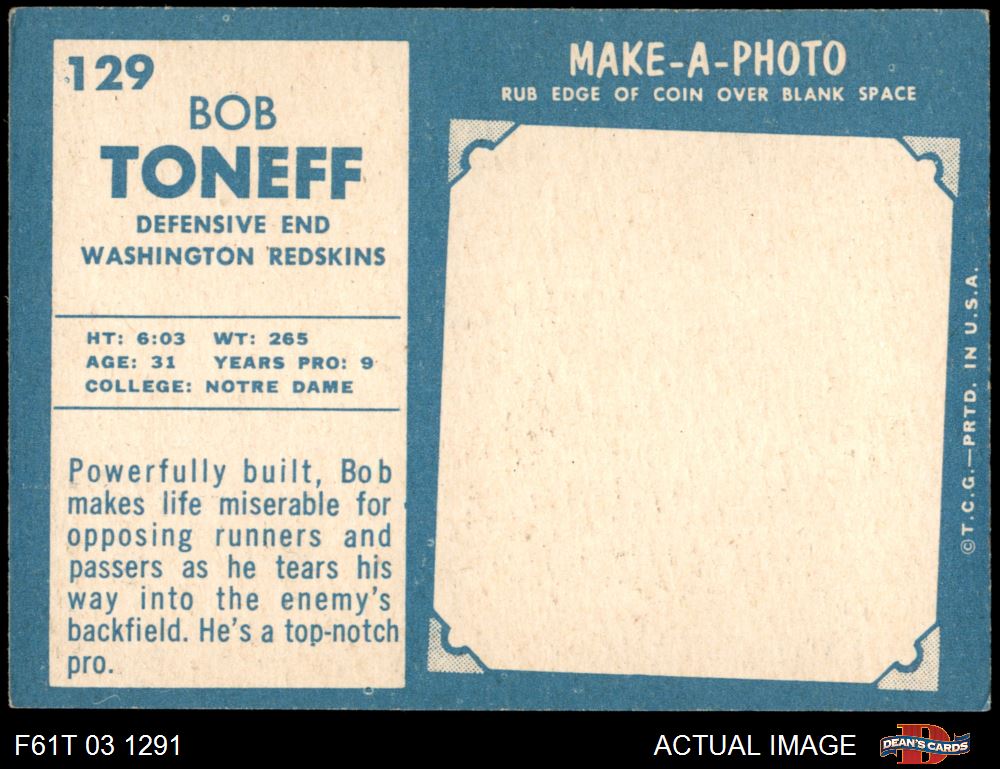 129
BOB
TONEFF
DEFENSIVE END
WASHINGTON REDSKINS
HT: 6:03 WT: 265
AGE: 31 YEARS PRO: 9
COLLEGE: NOTRE DAME
Powerfully built, Bob
makes life miserable for
opposing runners and
passers as he tears his
way into the enemy's
backfield. He's a top-notch
pro.
MAKE-A-PHOTO
RUB EDGE OF COIN OVER BLANK SPACE
©T.C.G.—PRTD. IN U.S.A.
F61T 03 1291
ACTUAL IMAGE
DEAN'S CARDS